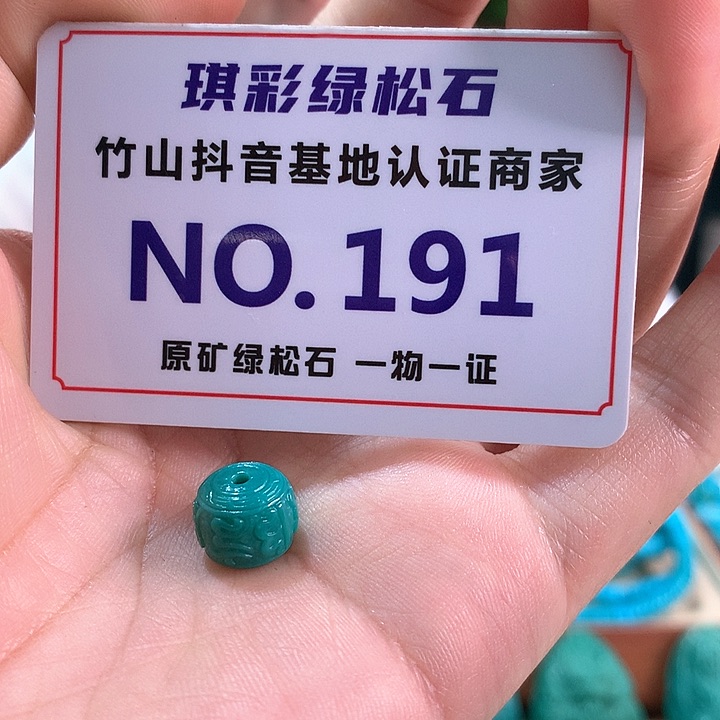 琪彩绿松石
竹山抖音基地认证商家
NO.191
原矿绿松石 一物一证